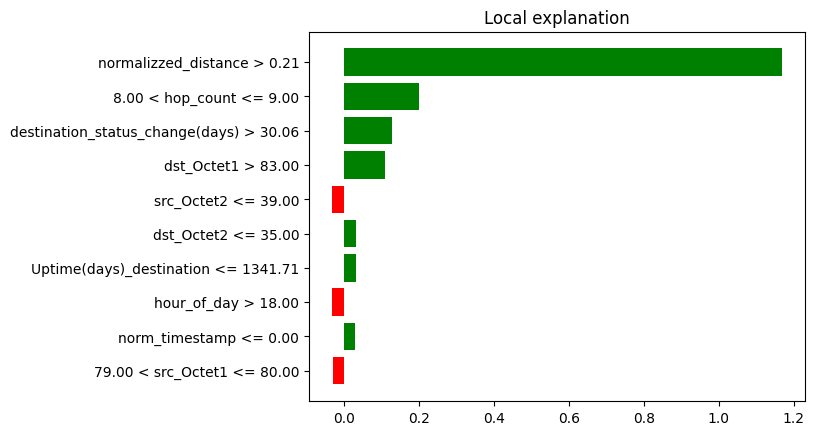 Local explanation
normalizzed_distance > 0.21
8.00 < hop_count <= 9.00
destination_status_change(days) > 30.06
dst_Octet1 > 83.00
src_Octet2 <= 39.00
dst_Octet2 <= 35.00
Uptime(days)_destination <= 1341.71
hour_of_day > 18.00
norm_timestamp <= 0.00
79.00 < src_Octet1 <= 80.00
0.0 0.2 0.4 0.6 0.8 1.0 1.2